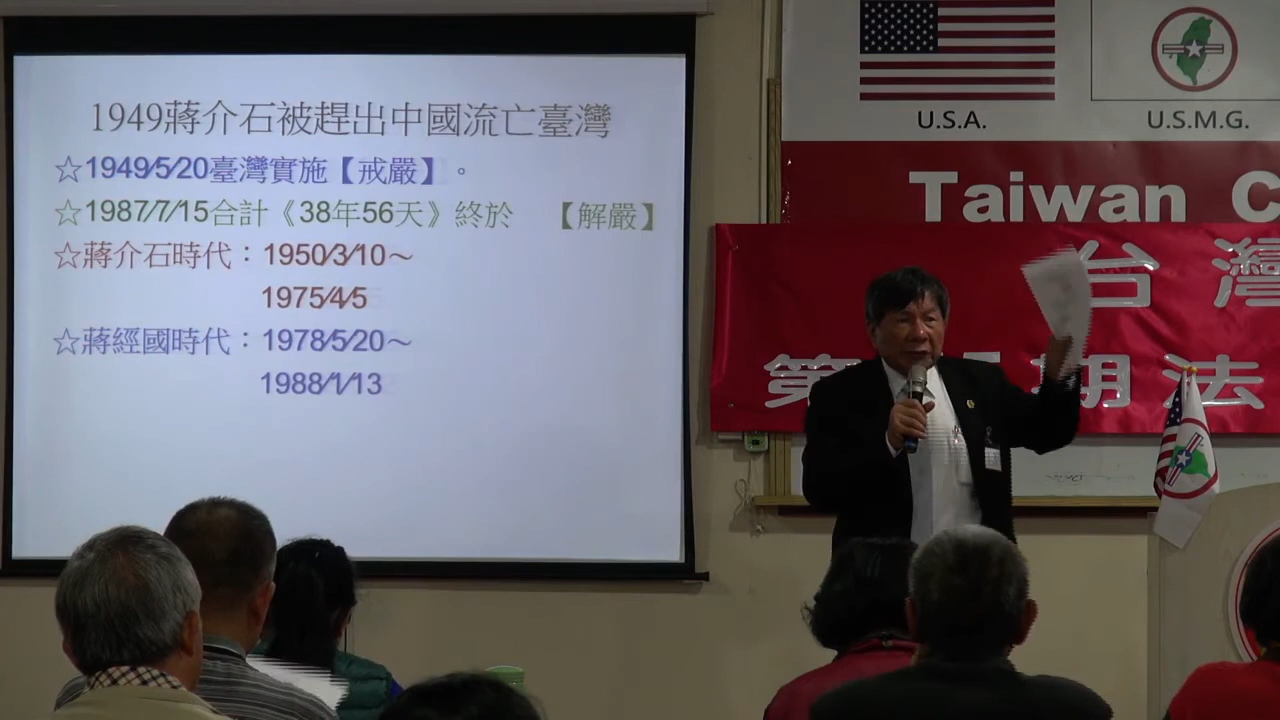 1949蔣介石被趕出中國流亡臺灣
☆1949/5/20臺灣實施【戒嚴】。
☆1987/7/15合計《38年56天》終於 【解嚴】
☆蔣介石時代：1950/3/10～
1975/4/5
☆蔣經國時代：1978/5/20～
1988/1/13
U.S.A.
U.S.M.G.
Taiwan C
台灣
第 期法